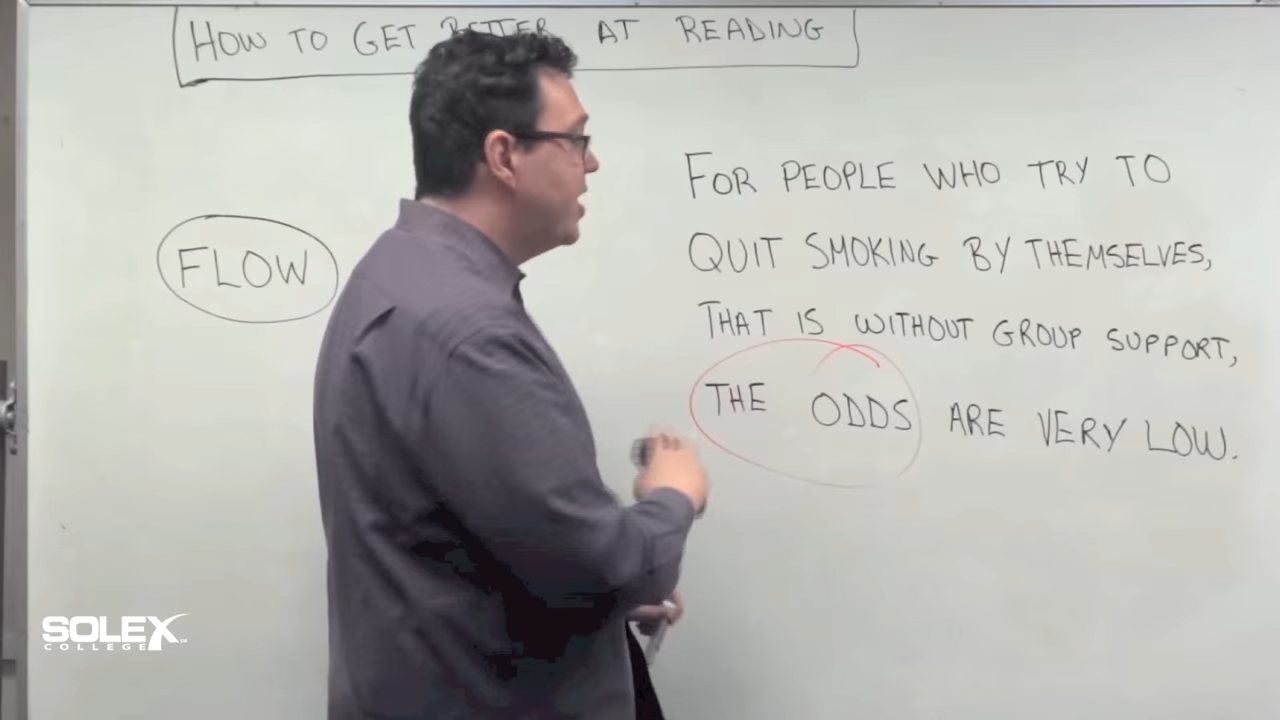 HOW TO GET BETTER AT READING
FLOW
FOR PEOPLE WHO TRY TO
QUIT SMOKING BY THEMSELVES,
THAT IS WITHOUT GROUP SUPPORT,
THE ODDS ARE VERY LOW.
SOLEX
COLLEGE